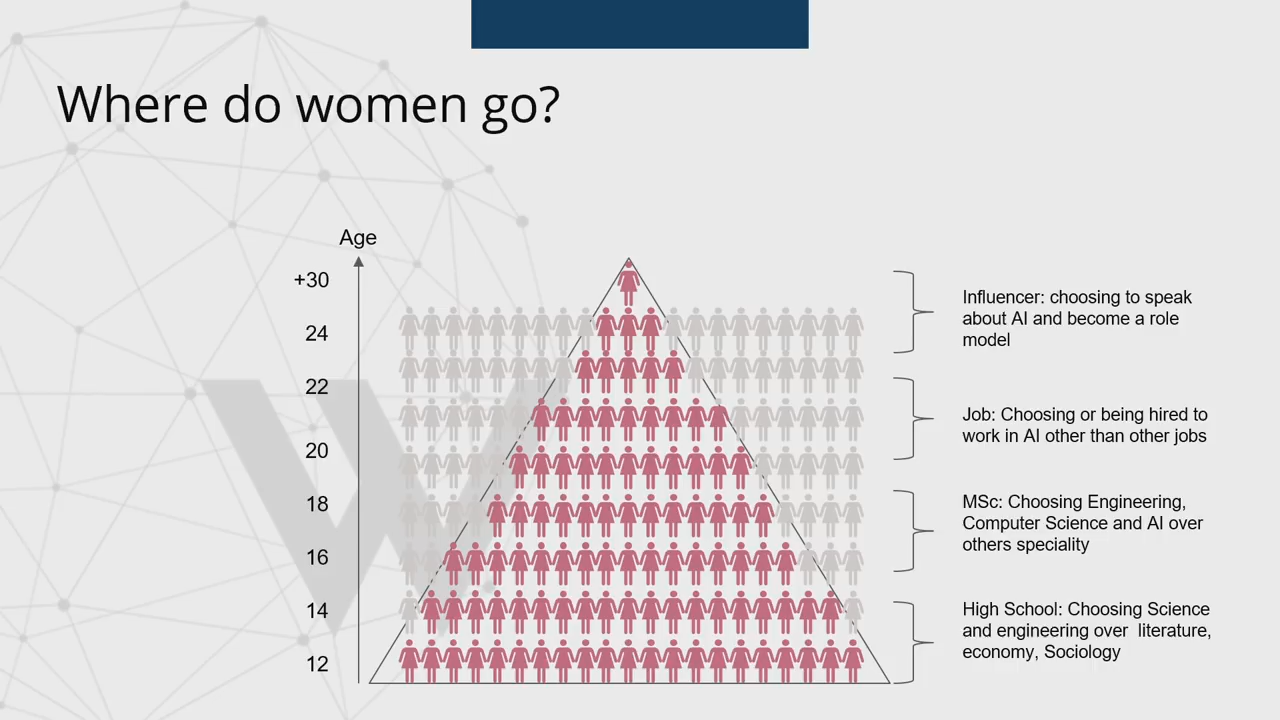 Where do women go?
Age
+30
24
22
20
18
16
14
12
Influencer: choosing to speak
about AI and become a role
model
Job: Choosing or being hired to
work in AI other than other jobs
MSc: Choosing Engineering,
Computer Science and AI over
others speciality
High School: Choosing Science
and engineering over  literature,
economy, Sociology